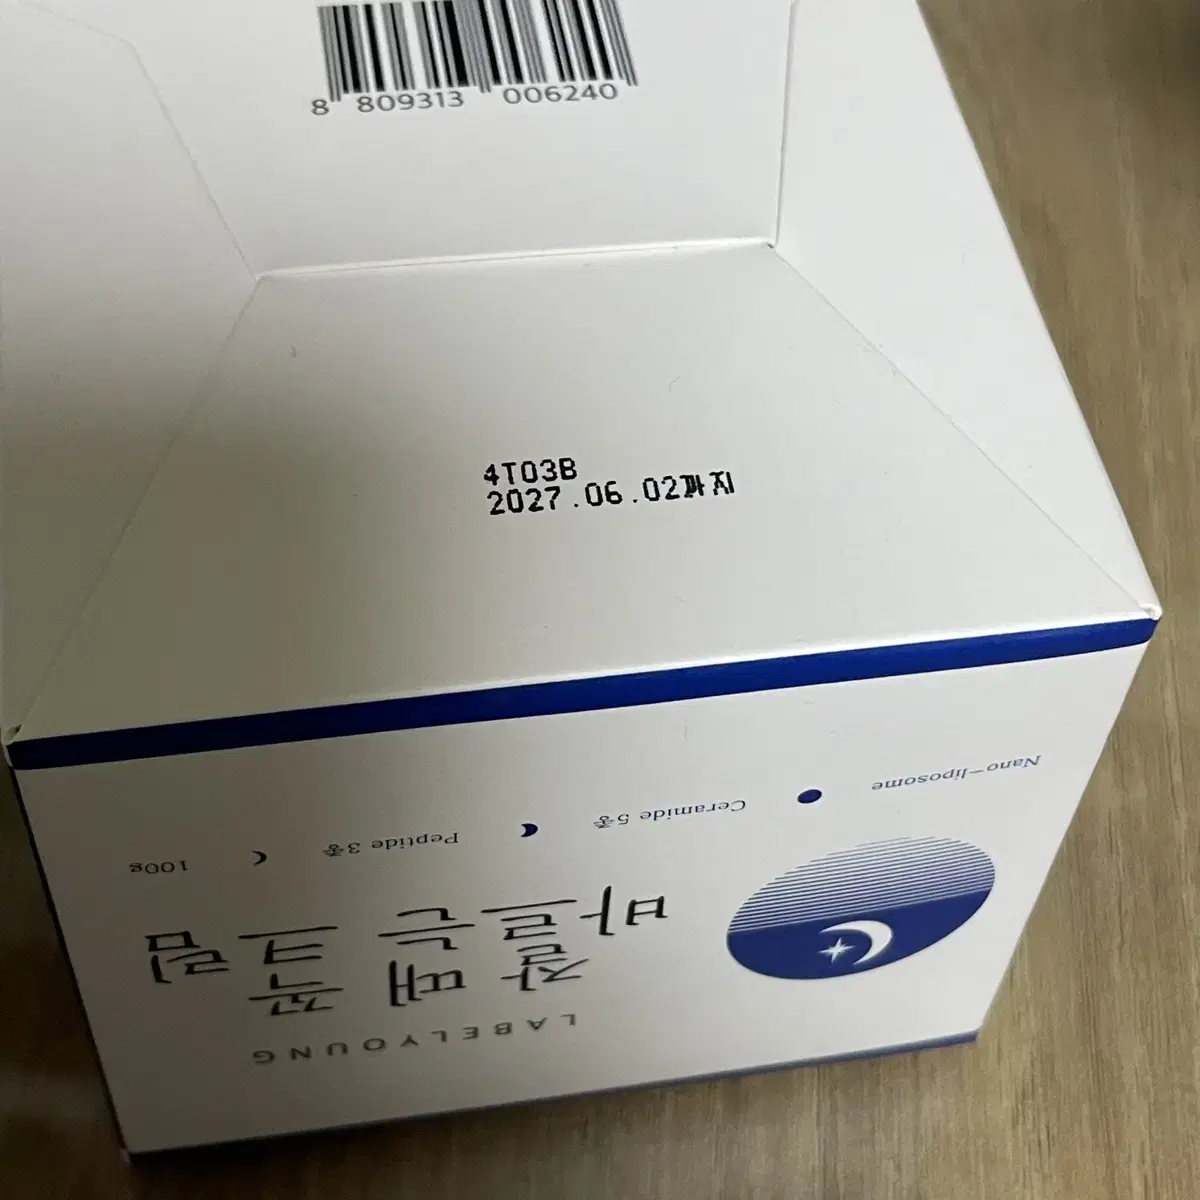 8 809313 006240
4T03B
2027.06.02까지
LABELYOUNG
잘 때 꼭
바르는 크림
100g
Peptide 3종
Ceramide 5종
Nano-liposome